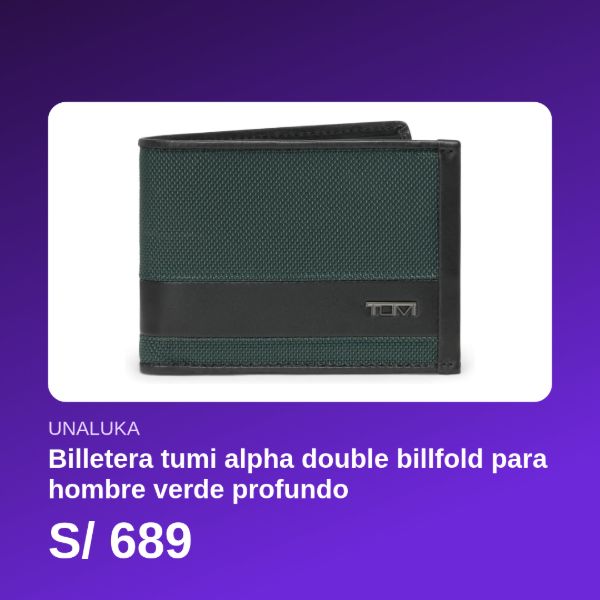 TUMI
UNALUKA
Billetera tumi alpha double billfold para
hombre verde profundo
S/ 689